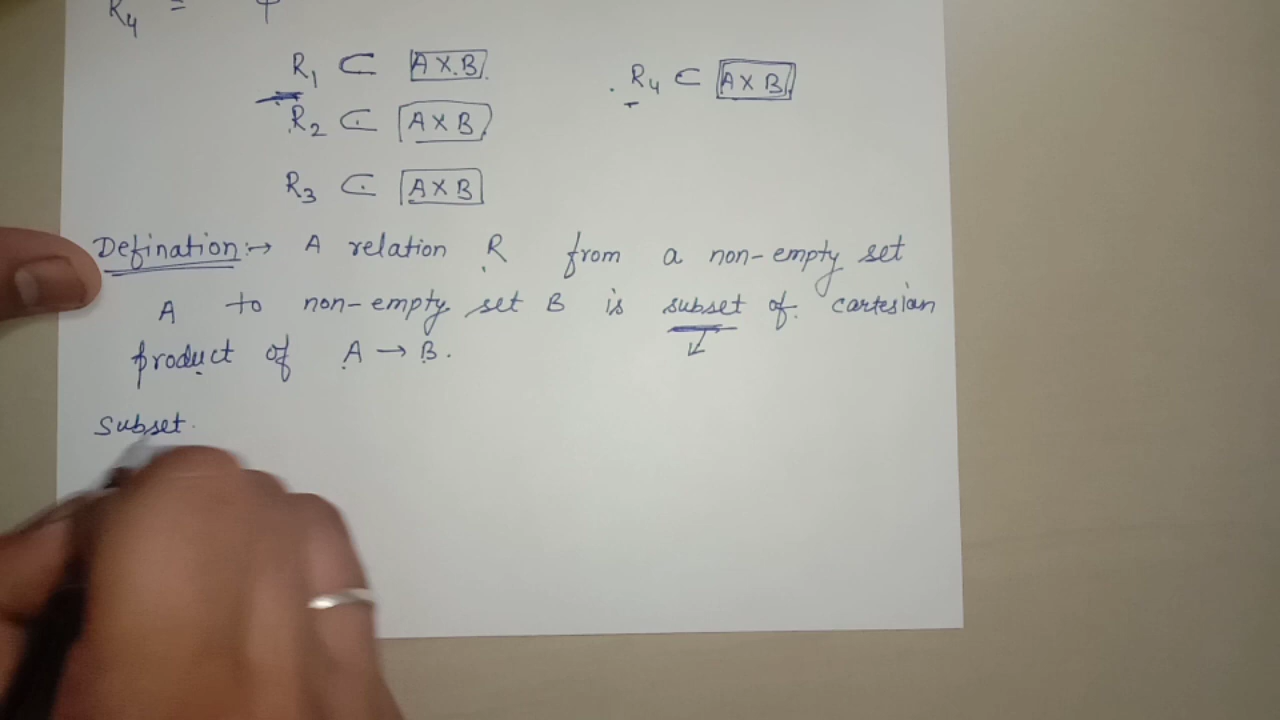 R4 = φ
R1 ⊂ A X B
R4 ⊂ A X B
R2 ⊂ A X B
R3 ⊂ A X B
Defination:→ A relation R from a non-empty set
A to non-empty set B is subset of cartesian
product of A → B.
Subset